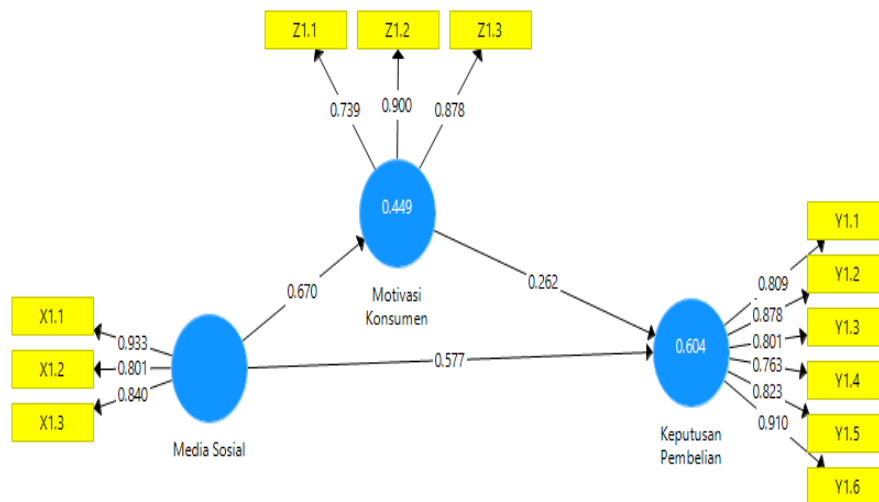 Z1.1
Z1.2
Z1.3
0.739
0.900
0.878
0.449
Motivasi
Konsumen
0.670
0.262
0.577
X1.1
X1.2
X1.3
0.933
0.801
0.840
Media Sosial
0.604
Keputusan
Pembelian
0.809
0.878
0.801
0.763
0.823
0.910
Y1.1
Y1.2
Y1.3
Y1.4
Y1.5
Y1.6